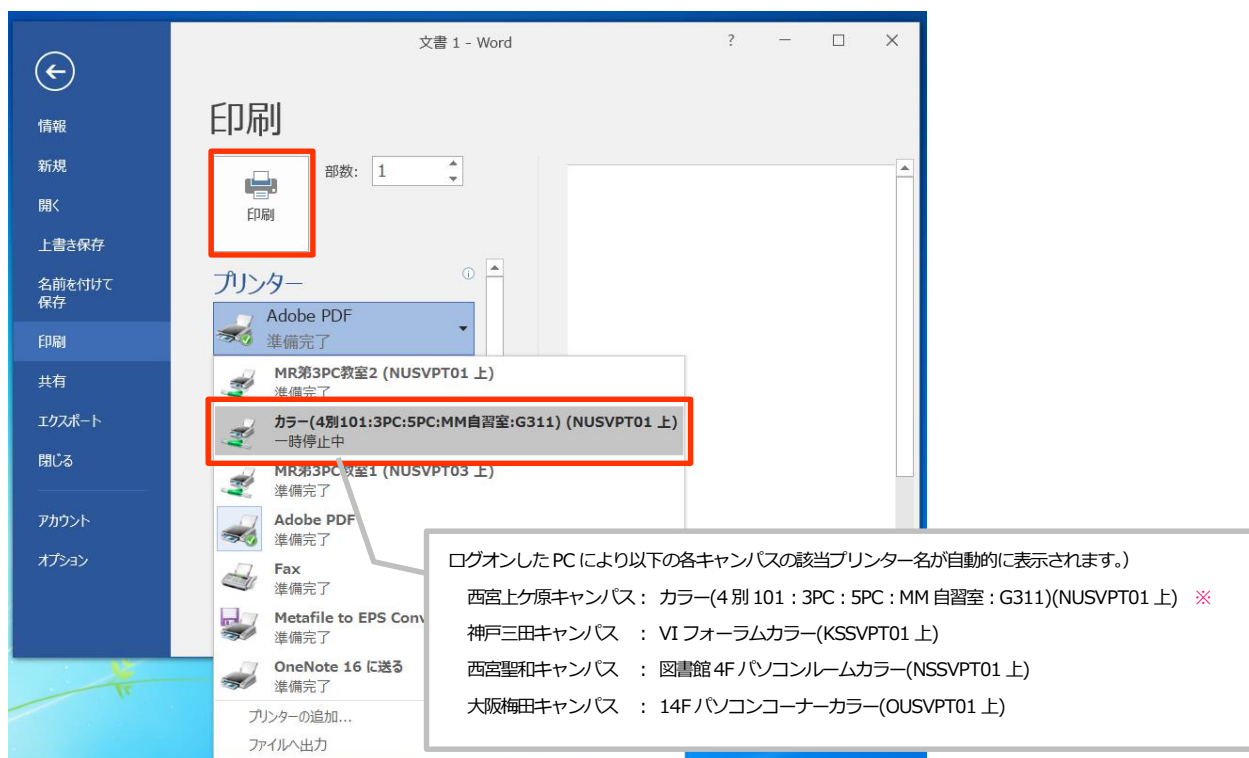 文書 1 - Word
?
情報
新規
開く
上書き保存
名前を付けて
保存
印刷
共有
エクスポート
閉じる
アカウント
オプション
印刷
印刷
部数: 1
プリンター
Adobe PDF
準備完了
MR第3PC教室2 (NUSVPT01 上)
準備完了
カラー(4別101:3PC:5PC:MM自習室:G311) (NUSVPT01 上)
一時停止中
MR第3PC教室1 (NUSVPT03 上)
準備完了
Adobe PDF
準備完了
Fax
準備完了
Metafile to EPS Conv
準備完了
OneNote 16 に送る
準備完了
プリンターの追加...
ファイルへ出力
ログオンした PC により以下の各キャンパスの該当プリンター名が自動的に表示されます。)
西宮上ケ原キャンパス : カラー(4 別 101 : 3PC : 5PC : MM 自習室 : G311)(NUSVPT01 上) ※
神戸三田キャンパス : VI フォーラムカラー(KSSVPT01 上)
西宮聖和キャンパス : 図書館 4F パソコンルームカラー(NSSVPT01 上)
大阪梅田キャンパス : 14F パソコンコーナーカラー(OUSVPT01 上)